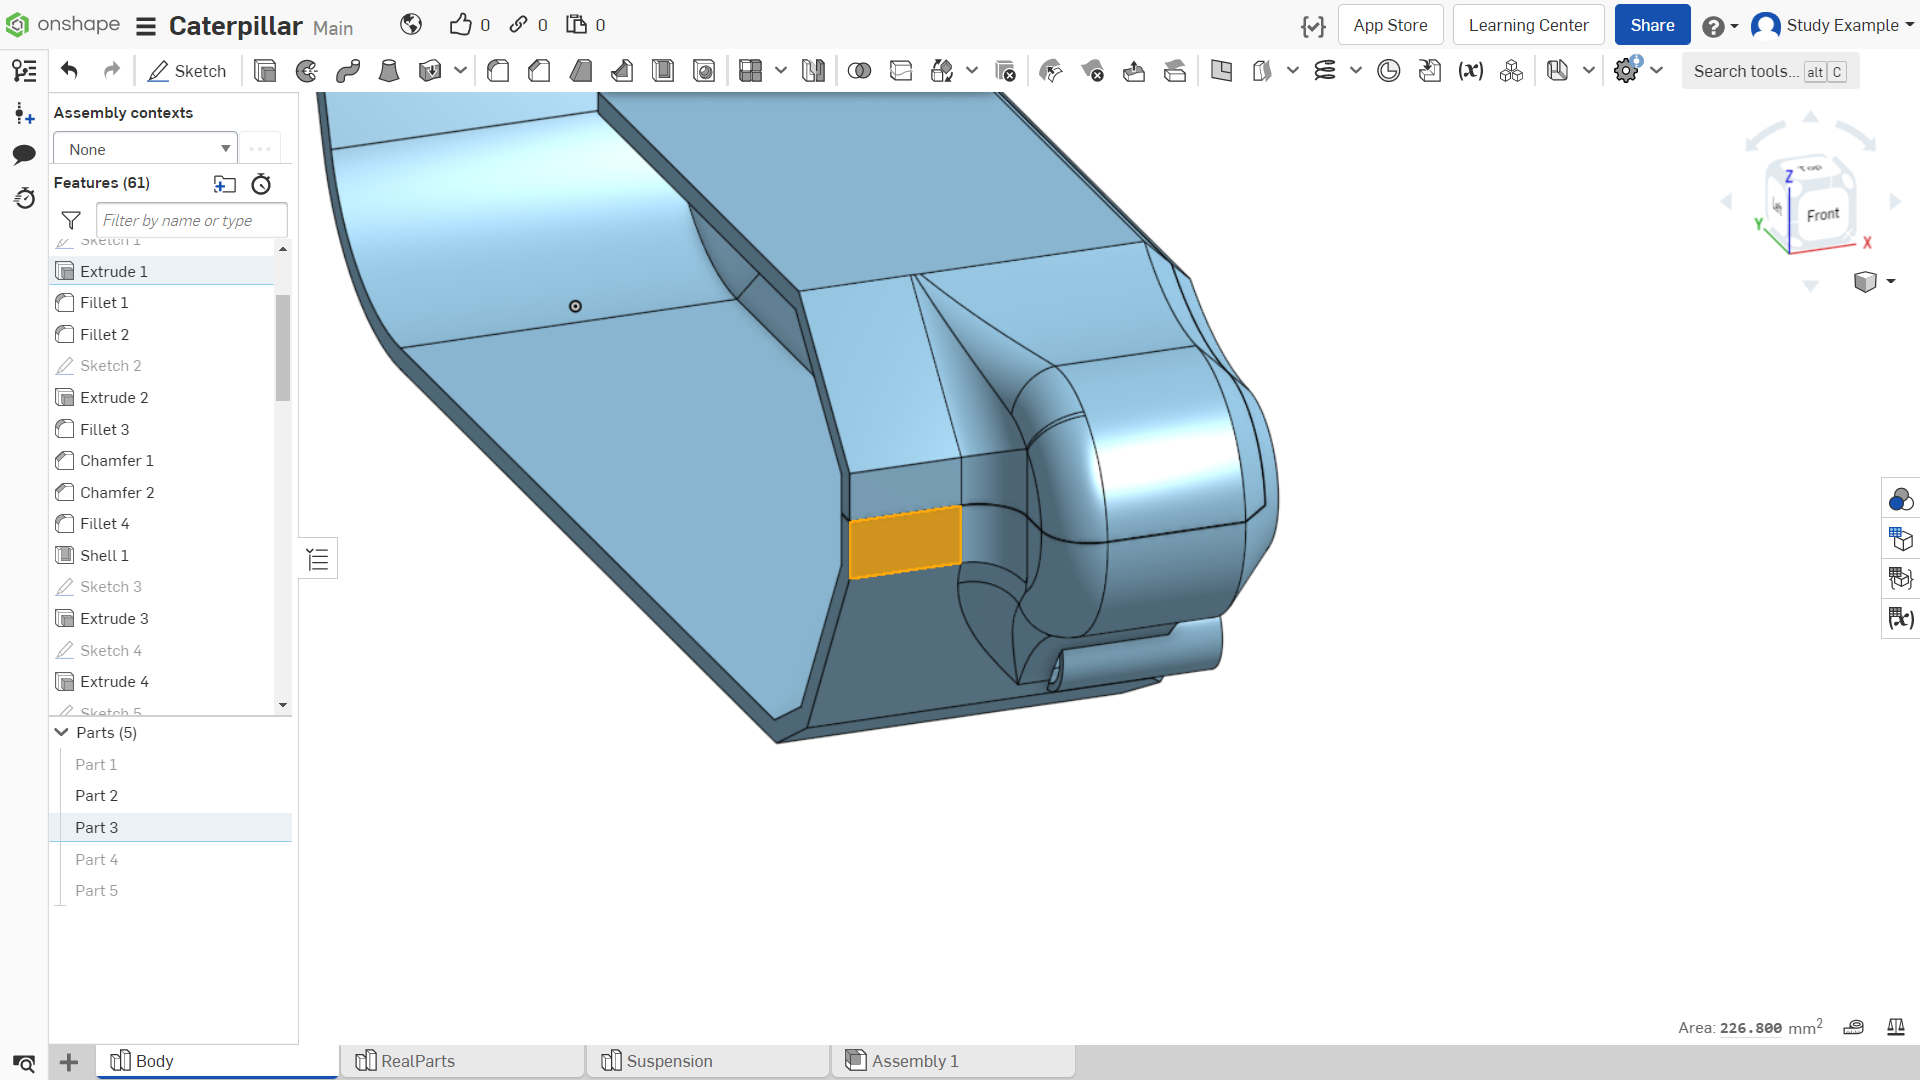 onshape Caterpillar Main 0 0 0 App Store Learning Center Share Study Example
Sketch Search tools... alt C
Assembly contexts
None
Features (61)
Filter by name or type
Sketch 1
Extrude 1
Fillet 1
Fillet 2
Sketch 2
Extrude 2
Fillet 3
Chamfer 1
Chamfer 2
Fillet 4
Shell 1
Sketch 3
Extrude 3
Sketch 4
Extrude 4
Sketch 5
Parts (5)
Part 1
Part 2
Part 3
Part 4
Part 5
Top
Z
Left
Front
Y
X
(x)
(x)
Area: 226.800 mm²
Body RealParts Suspension Assembly 1